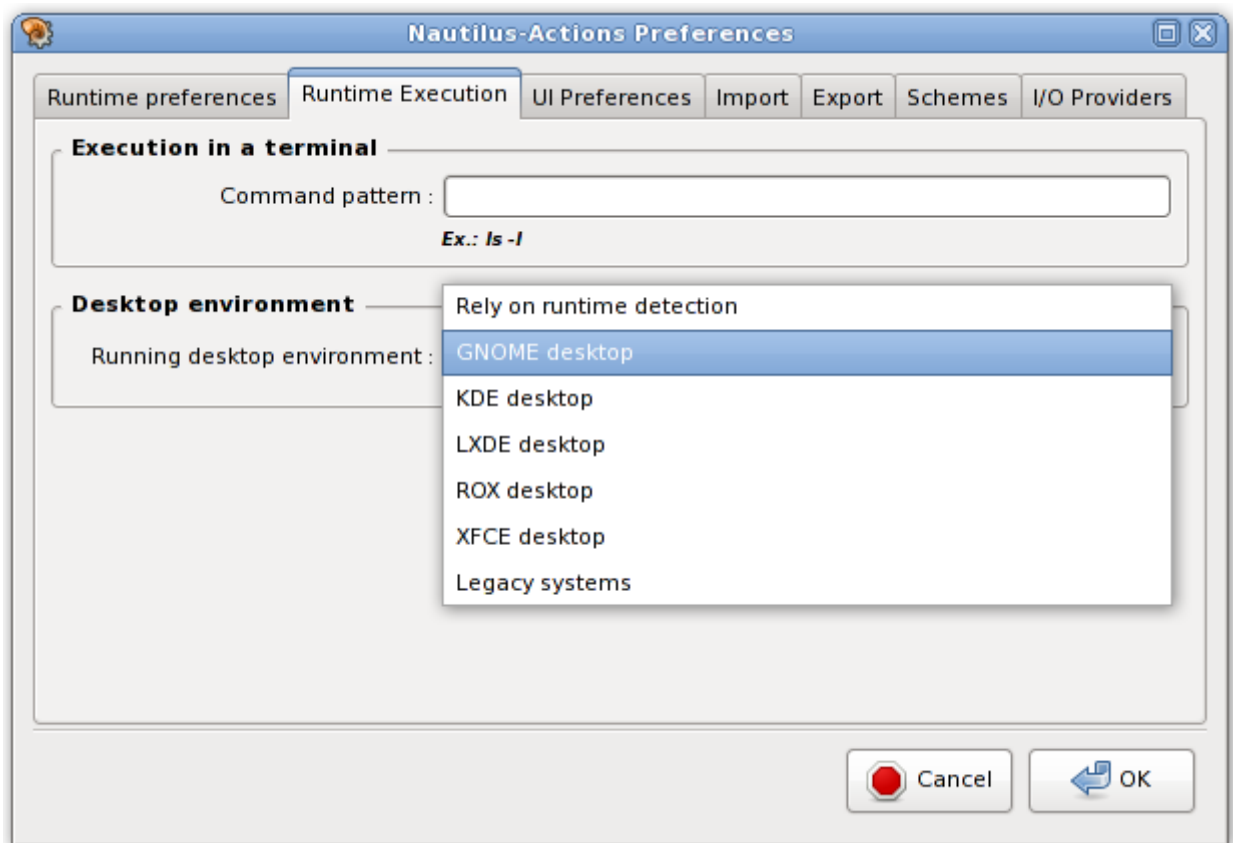 Nautilus-Actions Preferences
Runtime preferences Runtime Execution UI Preferences Import Export Schemes I/O Providers
Execution in a terminal
Command pattern :
Ex.: ls -l
Desktop environment
Running desktop environment :
Rely on runtime detection
GNOME desktop
KDE desktop
LXDE desktop
ROX desktop
XFCE desktop
Legacy systems
Cancel OK